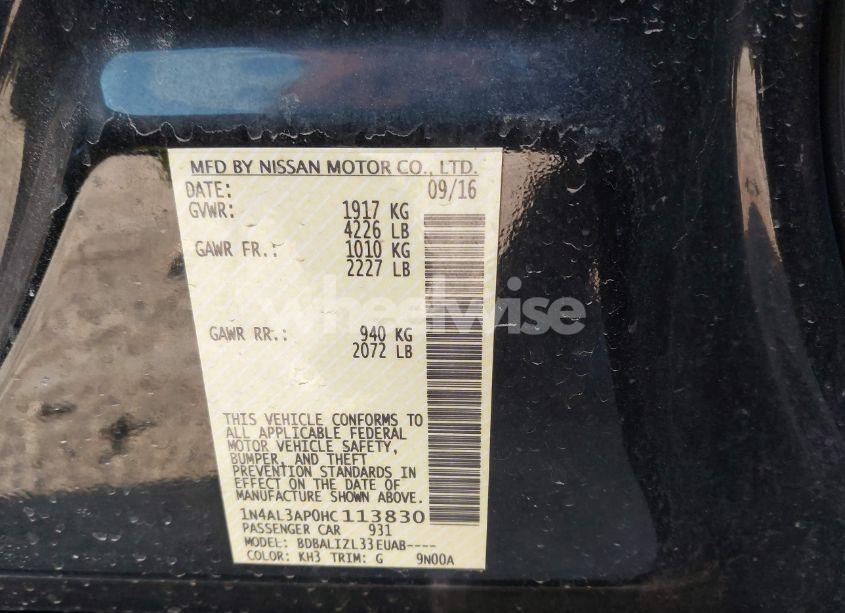 MFD BY NISSAN MOTOR CO., LTD.
DATE: 09/16
GVWR: 1917 KG
4226 LB
GAWR FR.: 1010 KG
2227 LB
wheelwise
GAWR RR.: 940 KG
2072 LB
THIS VEHICLE CONFORMS TO
ALL APPLICABLE FEDERAL
MOTOR VEHICLE SAFETY,
BUMPER, AND THEFT
PREVENTION STANDARDS IN
EFFECT ON THE DATE OF
MANUFACTURE SHOWN ABOVE.
1N4AL3AP0HC113830
PASSENGER CAR 931
MODEL: BDBALIZL33EUAB----
COLOR: KH3 TRIM: G 9N00A